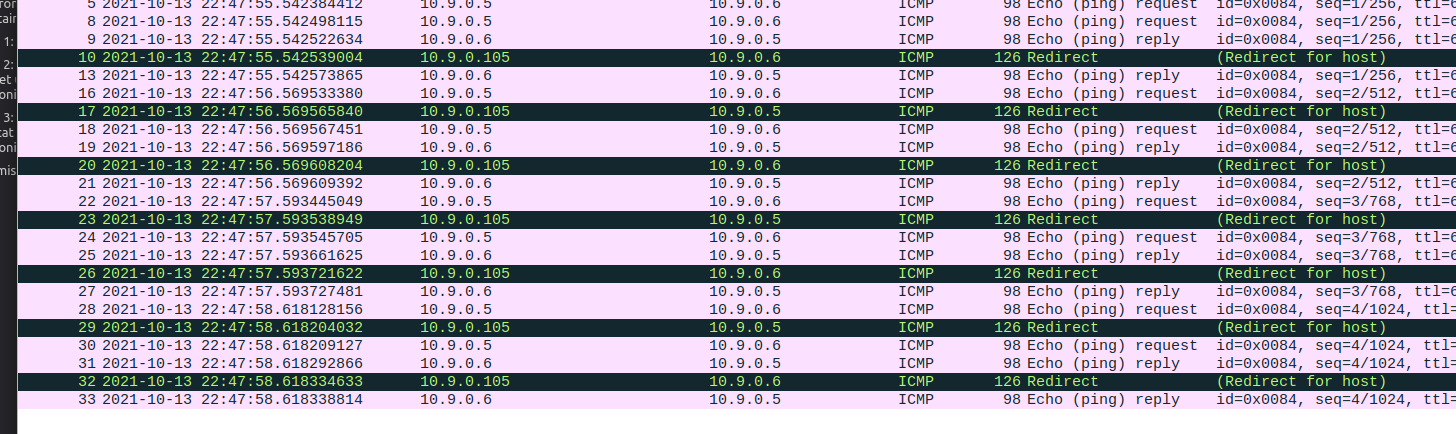 5 2021-10-13 22:47:55.542384412 10.9.0.5 10.9.0.6 ICMP 98 Echo (ping) request id=0x0084, seq=1/256, ttl=6
8 2021-10-13 22:47:55.542498115 10.9.0.5 10.9.0.6 ICMP 98 Echo (ping) request id=0x0084, seq=1/256, ttl=6
9 2021-10-13 22:47:55.542522634 10.9.0.6 10.9.0.5 ICMP 98 Echo (ping) reply id=0x0084, seq=1/256, ttl=6
10 2021-10-13 22:47:55.542539004 10.9.0.105 10.9.0.6 ICMP 126 Redirect (Redirect for host)
13 2021-10-13 22:47:55.542573865 10.9.0.6 10.9.0.5 ICMP 98 Echo (ping) reply id=0x0084, seq=1/256, ttl=6
16 2021-10-13 22:47:56.569533380 10.9.0.5 10.9.0.6 ICMP 98 Echo (ping) request id=0x0084, seq=2/512, ttl=6
17 2021-10-13 22:47:56.569565840 10.9.0.105 10.9.0.5 ICMP 126 Redirect (Redirect for host)
18 2021-10-13 22:47:56.569567451 10.9.0.5 10.9.0.6 ICMP 98 Echo (ping) request id=0x0084, seq=2/512, ttl=6
19 2021-10-13 22:47:56.569597186 10.9.0.6 10.9.0.5 ICMP 98 Echo (ping) reply id=0x0084, seq=2/512, ttl=6
20 2021-10-13 22:47:56.569608204 10.9.0.105 10.9.0.6 ICMP 126 Redirect (Redirect for host)
21 2021-10-13 22:47:56.569609392 10.9.0.6 10.9.0.5 ICMP 98 Echo (ping) reply id=0x0084, seq=2/512, ttl=6
22 2021-10-13 22:47:57.593445049 10.9.0.5 10.9.0.6 ICMP 98 Echo (ping) request id=0x0084, seq=3/768, ttl=6
23 2021-10-13 22:47:57.593538949 10.9.0.105 10.9.0.5 ICMP 126 Redirect (Redirect for host)
24 2021-10-13 22:47:57.593545705 10.9.0.5 10.9.0.6 ICMP 98 Echo (ping) request id=0x0084, seq=3/768, ttl=6
25 2021-10-13 22:47:57.593661625 10.9.0.6 10.9.0.5 ICMP 98 Echo (ping) reply id=0x0084, seq=3/768, ttl=6
26 2021-10-13 22:47:57.593721622 10.9.0.105 10.9.0.6 ICMP 126 Redirect (Redirect for host)
27 2021-10-13 22:47:57.593727481 10.9.0.6 10.9.0.5 ICMP 98 Echo (ping) reply id=0x0084, seq=3/768, ttl=6
28 2021-10-13 22:47:58.618128156 10.9.0.5 10.9.0.6 ICMP 98 Echo (ping) request id=0x0084, seq=4/1024, ttl=
29 2021-10-13 22:47:58.618204032 10.9.0.105 10.9.0.5 ICMP 126 Redirect (Redirect for host)
30 2021-10-13 22:47:58.618209127 10.9.0.5 10.9.0.6 ICMP 98 Echo (ping) request id=0x0084, seq=4/1024, ttl=
31 2021-10-13 22:47:58.618292866 10.9.0.6 10.9.0.5 ICMP 98 Echo (ping) reply id=0x0084, seq=4/1024, ttl=
32 2021-10-13 22:47:58.618334633 10.9.0.105 10.9.0.6 ICMP 126 Redirect (Redirect for host)
33 2021-10-13 22:47:58.618338814 10.9.0.6 10.9.0.5 ICMP 98 Echo (ping) reply id=0x0084, seq=4/1024, ttl=